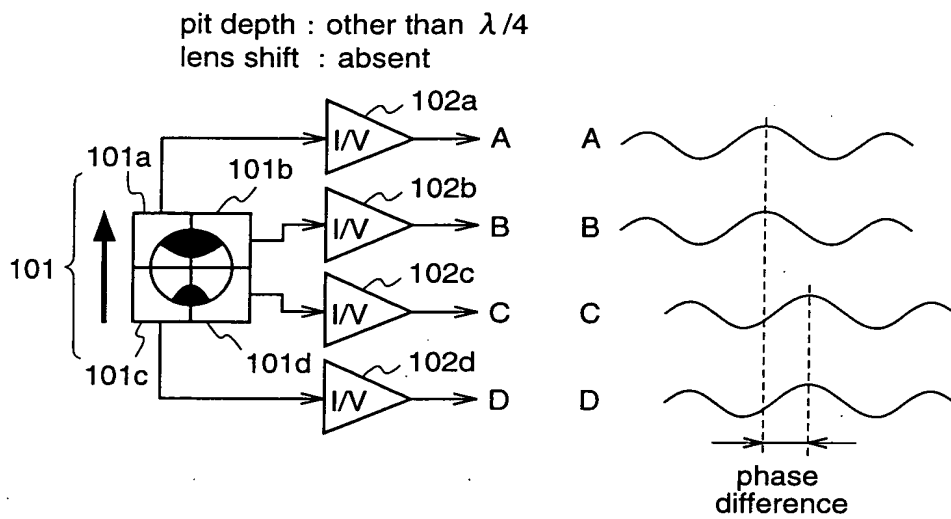 pit depth : other than λ/4
lens shift : absent
102a
I/V
A
A
101a
101b
102b
I/V
B
B
101
102c
I/V
C
C
101c
101d
102d
I/V
D
D
phase
difference